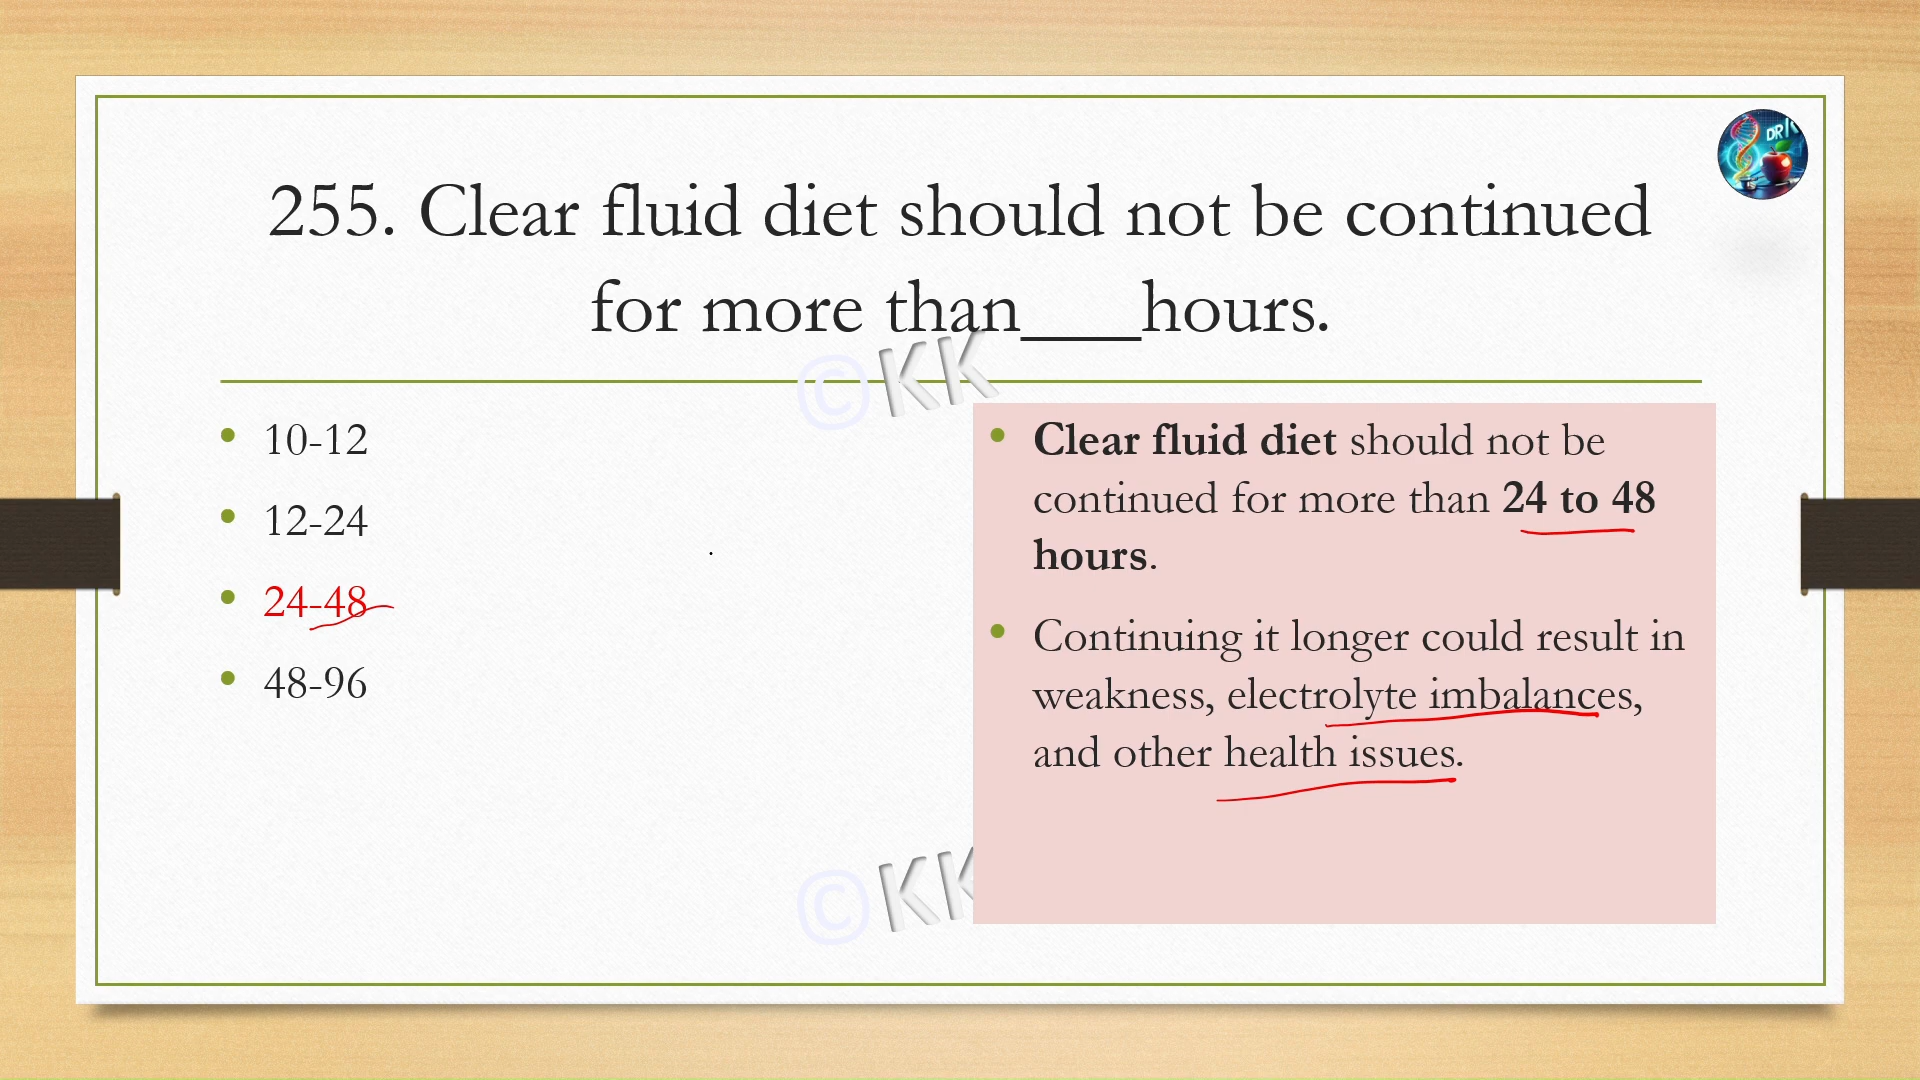 255. Clear fluid diet should not be continued
for more than____hours.
©KK
10-12
12-24
24-48
48-96
Clear fluid diet should not be
continued for more than 24 to 48
hours.
Continuing it longer could result in
weakness, electrolyte imbalances,
and other health issues.
©KK